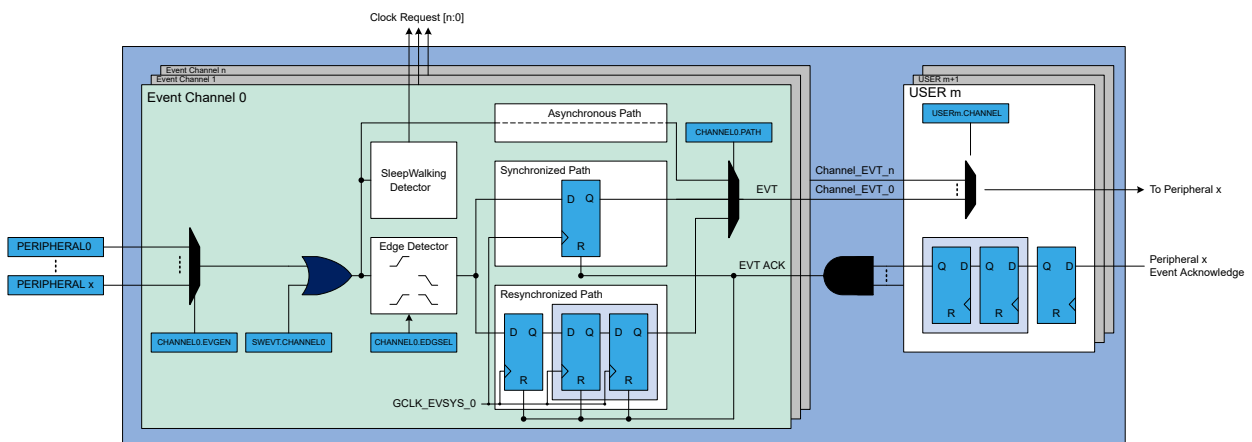 Clock Request [n:0]
Event Channel n
Event Channel 1
Event Channel 0
USER m+1
USER m
Asynchronous Path
CHANNEL0.PATH
USERm.CHANNEL
SleepWalking
Detector
Synchronized Path
D Q
R
EVT
Channel_EVT_n
Channel_EVT_0
To Peripheral x
PERIPHERAL0
PERIPHERAL x
Edge Detector
EVT ACK
Q D
R
Q D
R
Q D
R
Peripheral x
Event Acknowledge
Resynchronized Path
D Q
R
D Q
R
D Q
R
CHANNEL0.EVGEN
SWEVT.CHANNEL0
CHANNEL0.EDGSEL
GCLK_EVSYS_0